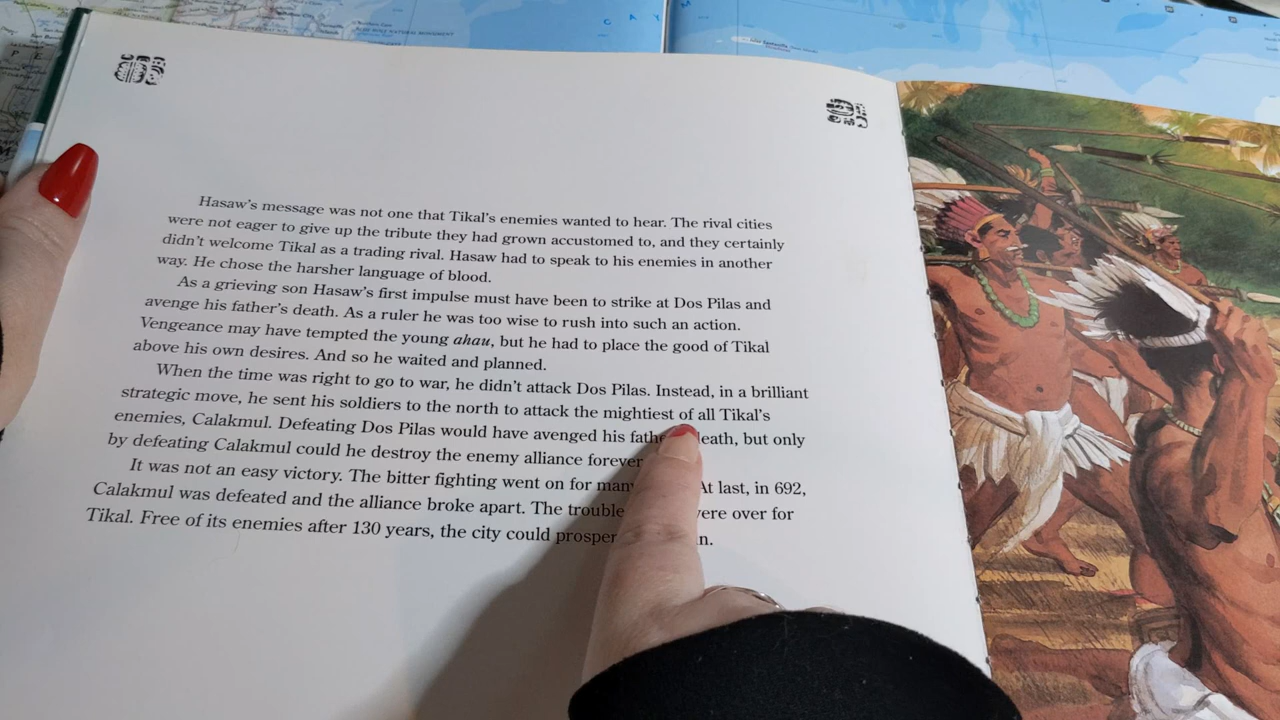 Hasaw's message was not one that Tikal's enemies wanted to hear. The rival cities
were not eager to give up the tribute they had grown accustomed to, and they certainly
didn't welcome Tikal as a trading rival. Hasaw had to speak to his enemies in another
way. He chose the harsher language of blood.
As a grieving son Hasaw's first impulse must have been to strike at Dos Pilas and
avenge his father's death. As a ruler he was too wise to rush into such an action.
Vengeance may have tempted the young ahau, but he had to place the good of Tikal
above his own desires. And so he waited and planned.
When the time was right to go to war, he didn't attack Dos Pilas. Instead, in a brilliant
strategic move, he sent his soldiers to the north to attack the mightiest of all Tikal's
enemies, Calakmul. Defeating Dos Pilas would have avenged his death, but only
by defeating Calakmul could he destroy the enemy alliance forever
It was not an easy victory. The bitter fighting went on for At last, in 692,
Calakmul was defeated and the alliance broke apart. The were over for
Tikal. Free of its enemies after 130 years, the city could prosper